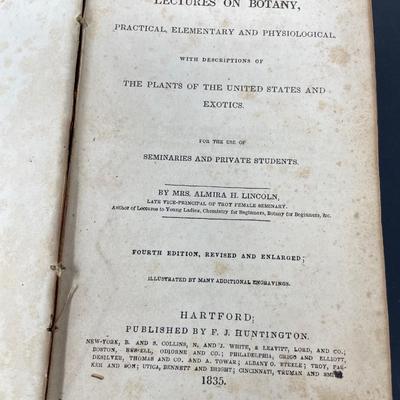 LECTURES ON BOTANY,
PRACTICAL, ELEMENTARY AND PHYSIOLOGICAL,
WITH DESCRIPTIONS OF
THE PLANTS OF THE UNITED STATES AND
EXOTICS.
FOR THE USE OF
SEMINARIES AND PRIVATE STUDENTS.
BY MRS. ALMIRA H. LINCOLN,
LATE VICE-PRINCIPAL OF TROY FEMALE SEMINARY.
Author of Lectures to Young Ladies, Chemistry for Beginners, Botany for Beginners, &c.
FOURTH EDITION, REVISED AND ENLARGED;
ILLUSTRATED BY MANY ADDITIONAL ENGRAVINGS.
HARTFORD;
PUBLISHED BY F. J. HUNTINGTON.
NEW-YORK, B. AND S. COLLINS, N. AND J. WHITE, & LEAVITT, LORD, AND CO.;
BOSTON, RUSSELL, ODIORNE AND CO.; PHILADELPHIA, GRIGG AND ELLIOTT,
DESILVER, THOMAS AND CO. AND A. TOWAR; ALBANY O. STEELE; TROY, PAR-
KER AND SON; UTICA, BENNETT AND BRIGHT; CINCINNATI, TRUMAN AND SMITH.
1835.